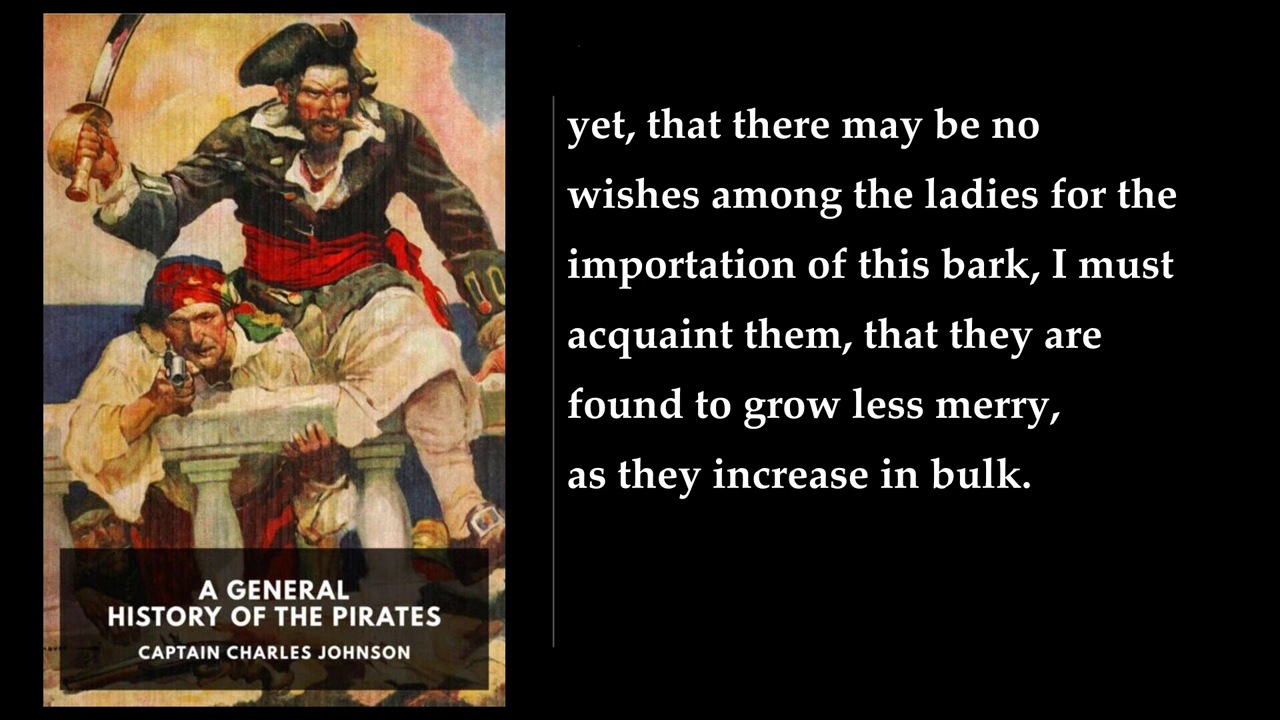 A GENERAL
HISTORY OF THE PIRATES
CAPTAIN CHARLES JOHNSON
yet, that there may be no
wishes among the ladies for the
importation of this bark, I must
acquaint them, that they are
found to grow less merry,
as they increase in bulk.